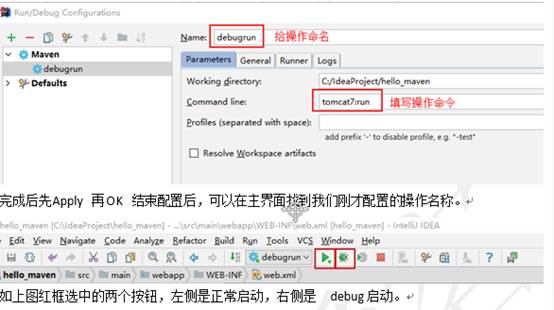 Run/Debug Configurations
Name: debugrun 给操作命名
Maven
debugrun
Defaults
Parameters General Runner Logs
Working directory: C:/IdeaProject/hello_maven
Command line: tomcat7:run 填写操作命令
Profiles (separated with space):
add prefix '-' to disable profile, e.g. "-test"
Resolve Workspace artifacts
完成后先Apply 再OK 结束配置后，可以在主界面找到我们刚才配置的操作名称。
hello_maven [C:\IdeaProject\hello_maven] - ...\src\main\webapp\WEB-INF\web.xml [hello_maven] - IntelliJ IDEA
View Navigate Code Analyze Refactor Build Run Tools VCS Window Help
debugrun
hello_maven src main webapp WEB-INF web.xml
如上图红框选中的两个按钮，左侧是正常启动，右侧是 debug 启动。